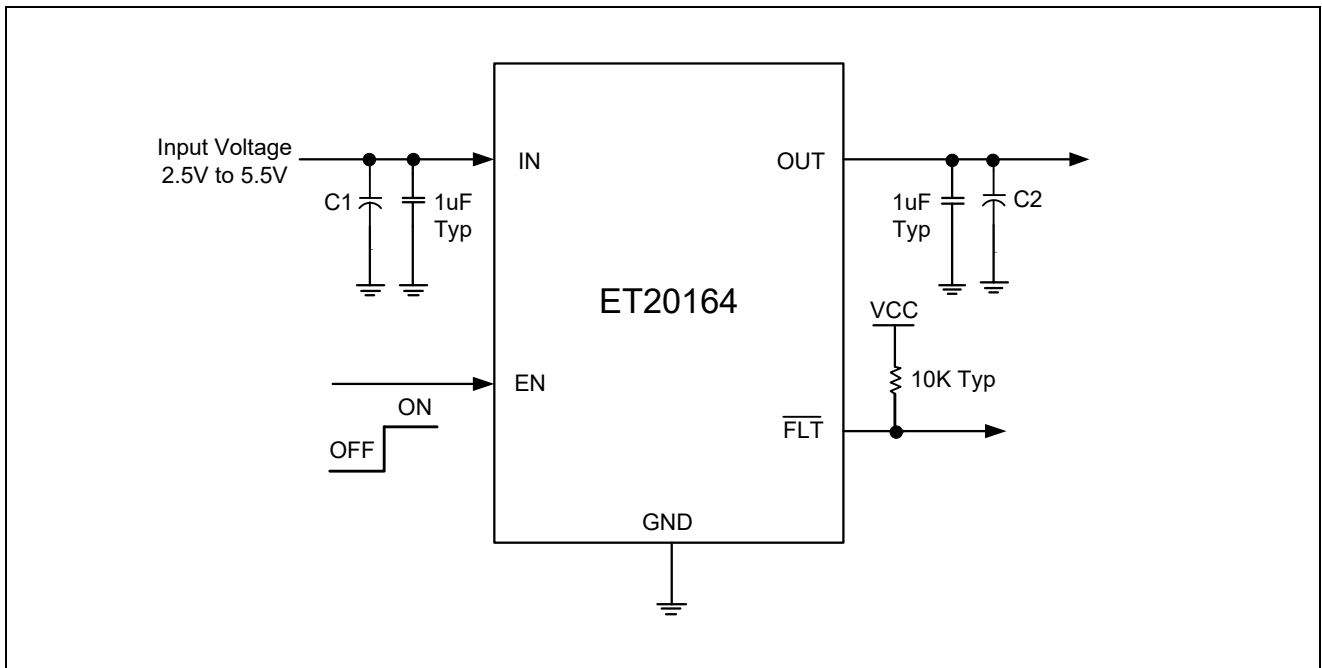 Input Voltage
2.5V to 5.5V
C1
1uF
Typ
IN
OUT
1uF
Typ
C2
ET20164
VCC
10K Typ
EN
ON
OFF
FLT
GND